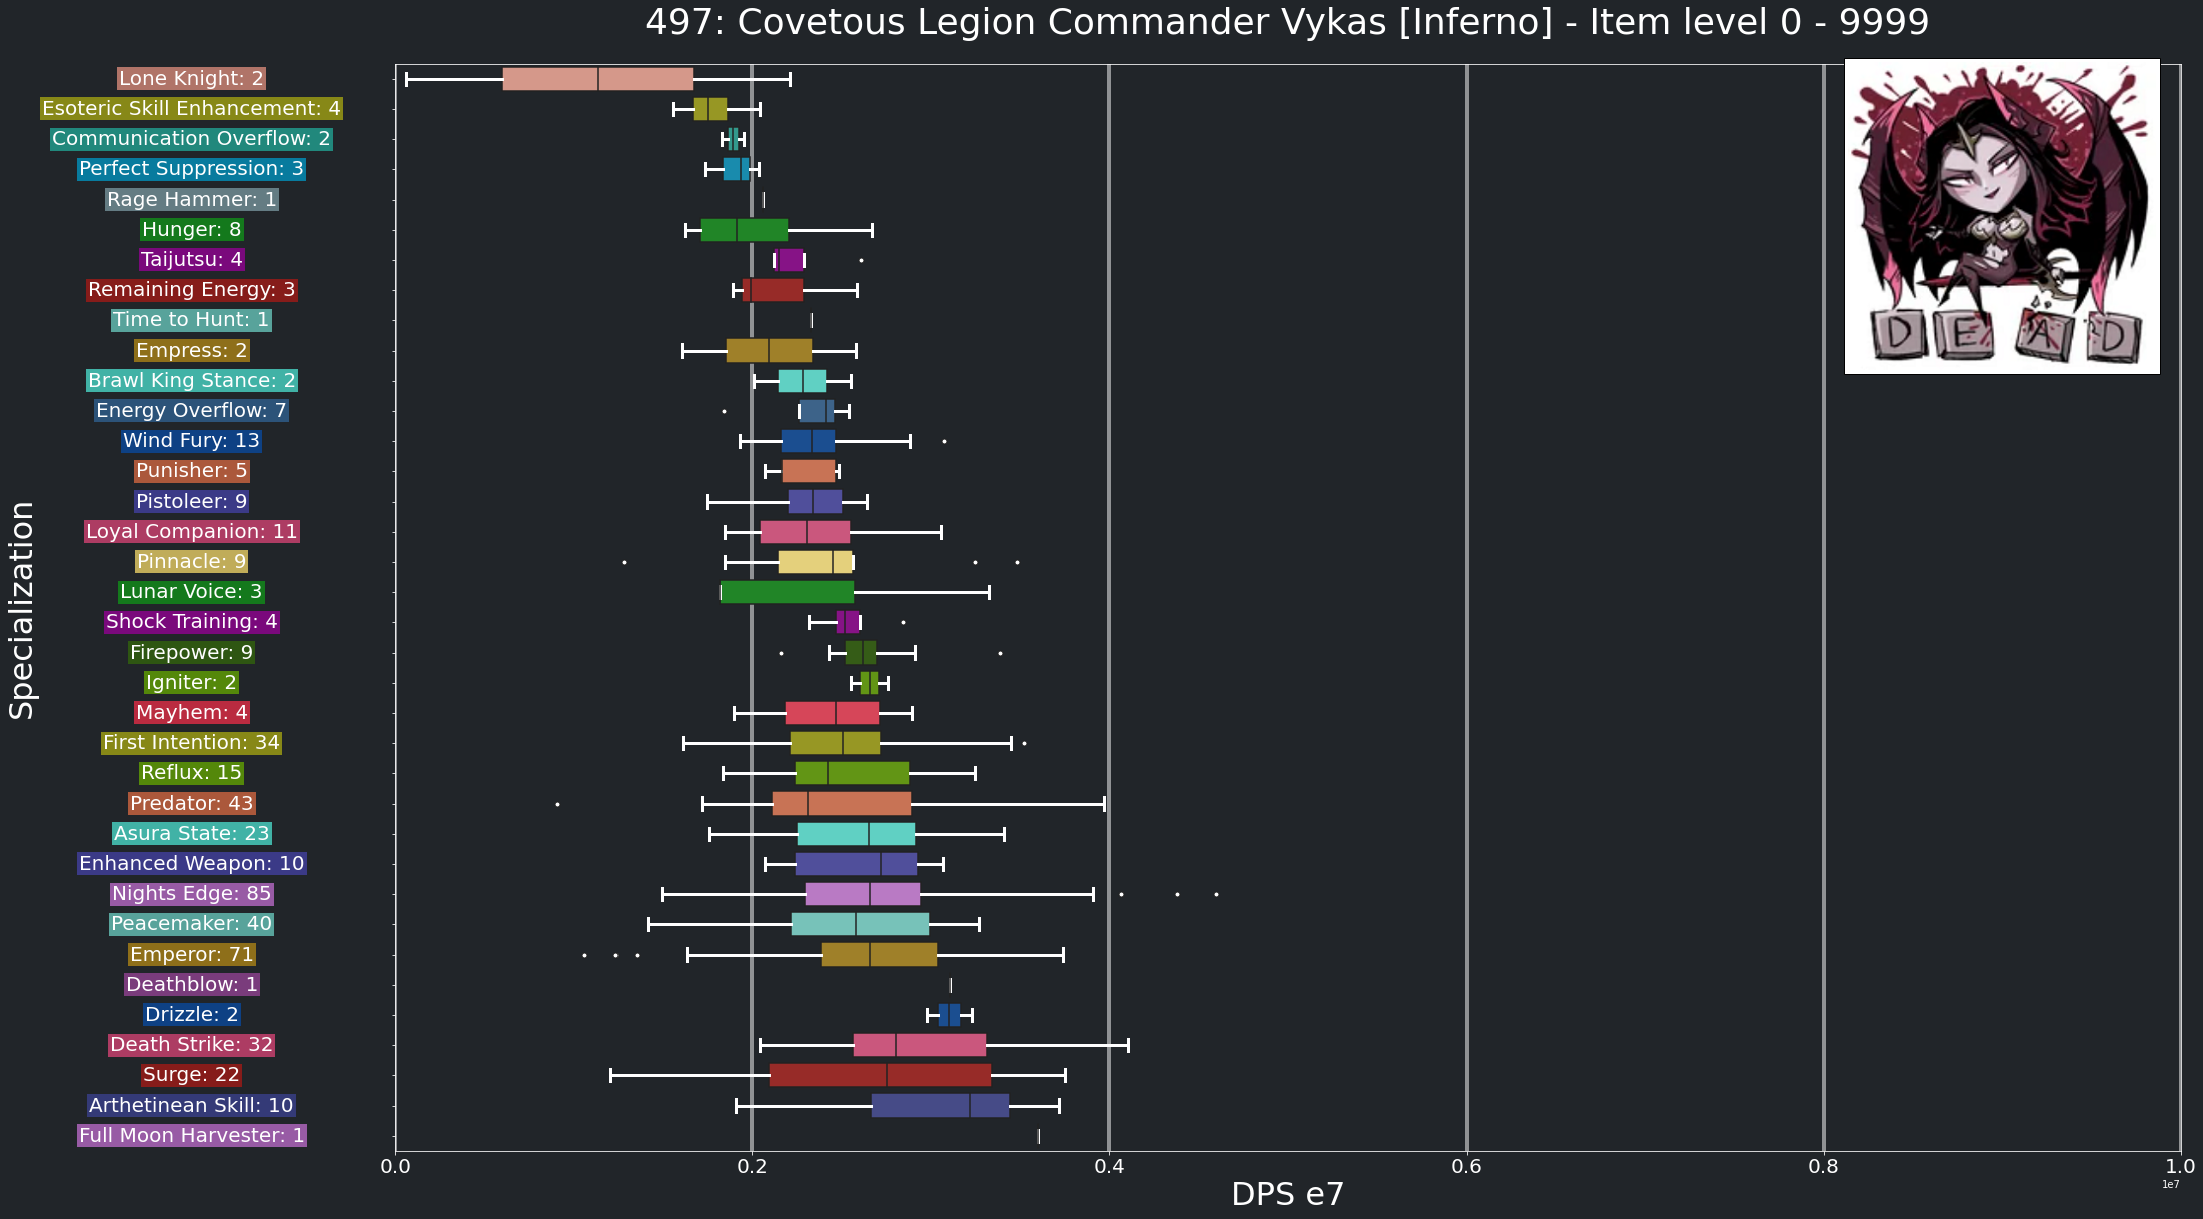 497: Covetous Legion Commander Vykas [Inferno] - Item level 0 - 9999
Lone Knight: 2
Esoteric Skill Enhancement: 4
Communication Overflow: 2
Perfect Suppression: 3
Rage Hammer: 1
Hunger: 8
Taijutsu: 4
Remaining Energy: 3
Time to Hunt: 1
Empress: 2
Brawl King Stance: 2
Energy Overflow: 7
Wind Fury: 13
Punisher: 5
Pistoleer: 9
Loyal Companion: 11
Pinnacle: 9
Lunar Voice: 3
Shock Training: 4
Firepower: 9
Igniter: 2
Mayhem: 4
First Intention: 34
Reflux: 15
Predator: 43
Asura State: 23
Enhanced Weapon: 10
Nights Edge: 85
Peacemaker: 40
Emperor: 71
Deathblow: 1
Drizzle: 2
Death Strike: 32
Surge: 22
Arthetinean Skill: 10
Full Moon Harvester: 1
Specialization
D E A D
0.0 0.2 0.4 0.6 0.8 1.0
1e7
DPS e7